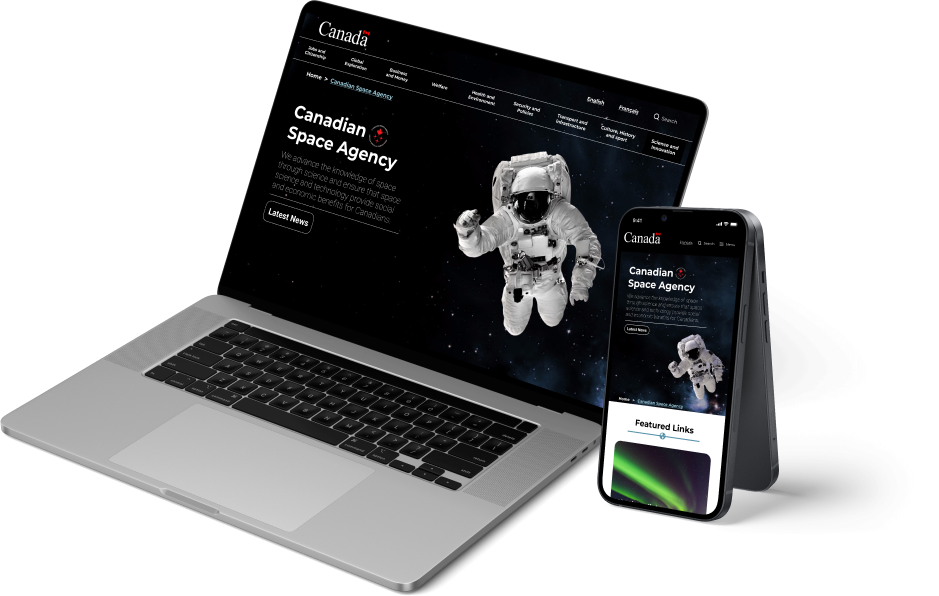 Canada
Jobs and
Citizenship
Global
Exploration
Business
and Money
Welfare
Health and
Environment
Security and
Policies
Transport and
Infrastructure
Culture, History
and sport
Science and
Innovation
English
Français
Search
Home > Canadian Space Agency
Canadian
Space Agency
We advance the knowledge of space
through science and ensure that space
science and technology provide social
and economic benefits for Canadians.
Latest News
9:41
Canada
Search
Menu
Canadian
Space Agency
We advance the knowledge of space
through science and ensure that space
science and technology provide social
and economic benefits for Canadians.
Latest News
Home > Canadian Space Agency
Featured Links